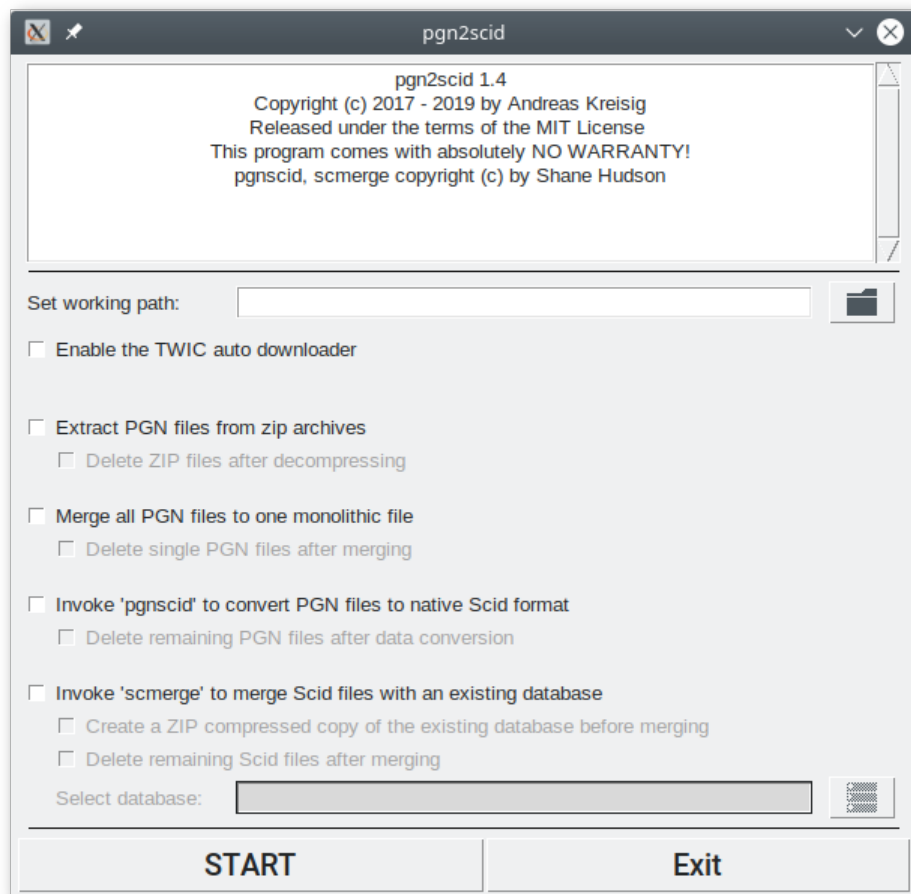 pgn2scid
pgn2scid 1.4
Copyright (c) 2017 - 2019 by Andreas Kreisig
Released under the terms of the MIT License
This program comes with absolutely NO WARRANTY!
pgnscid, scmerge copyright (c) by Shane Hudson
Set working path:
Enable the TWIC auto downloader
Extract PGN files from zip archives
Delete ZIP files after decompressing
Merge all PGN files to one monolithic file
Delete single PGN files after merging
Invoke 'pgnscid' to convert PGN files to native Scid format
Delete remaining PGN files after data conversion
Invoke 'scmerge' to merge Scid files with an existing database
Create a ZIP compressed copy of the existing database before merging
Delete remaining Scid files after merging
Select database:
START Exit